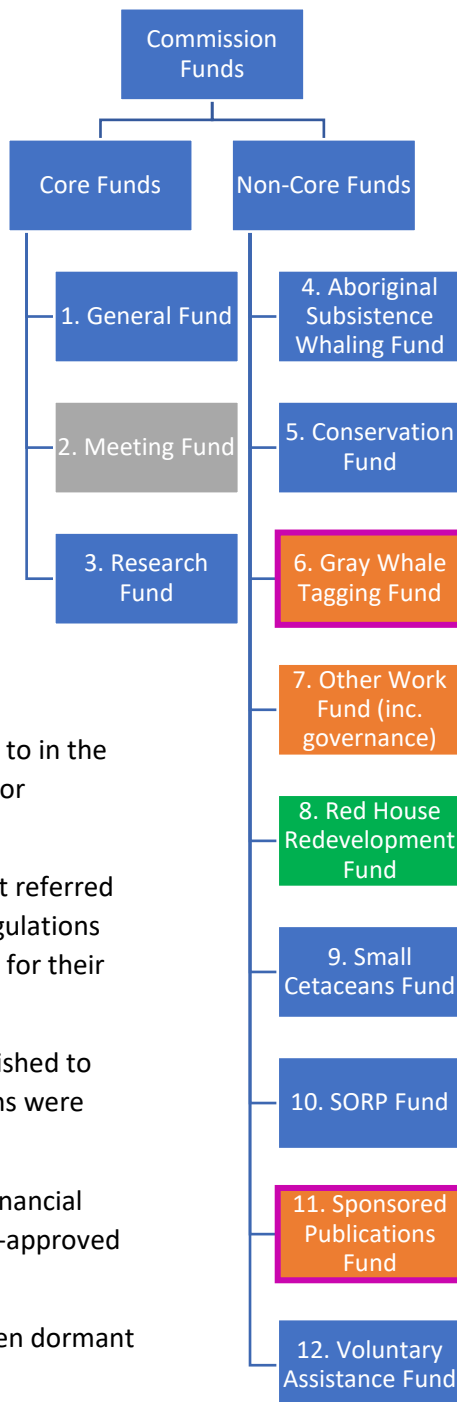 Commission
Funds
Core Funds
Non-Core Funds
1. General Fund
2. Meeting Fund
3. Research
Fund
4. Aboriginal
Subsistence
Whaling Fund
5. Conservation
Fund
6. Gray Whale
Tagging Fund
7. Other Work
Fund (inc.
governance)
8. Red House
Redevelopment
Fund
9. Small
Cetaceans Fund
10. SORP Fund
11. Sponsored
Publications
Fund
12. Voluntary
Assistance Fund
to in the
or
t referred
gulations
for their
ished to
ns were
nancial
-approved
en dormant